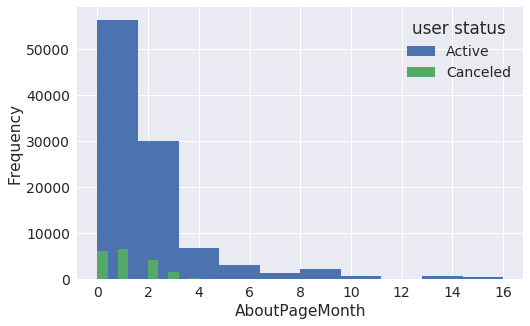 user status
Active
Canceled
Frequency
50000
40000
30000
20000
10000
0
0 2 4 6 8 10 12 14 16
AboutPageMonth